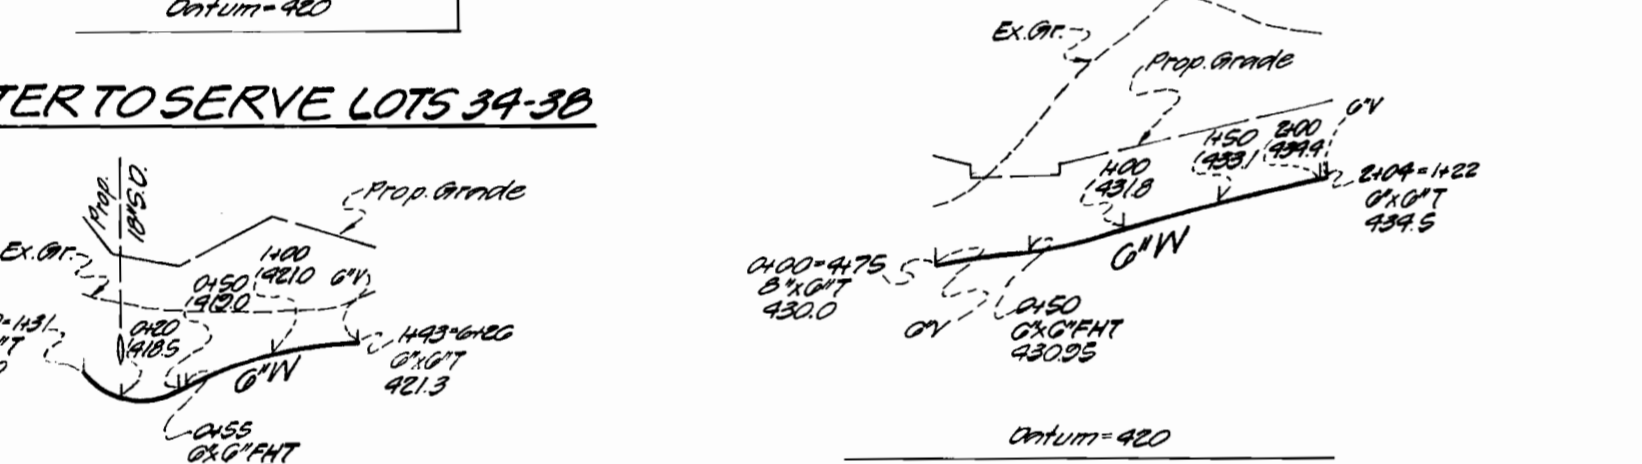 Datum=420
TER TO SERVE LOTS 34-38
Prop.
18"S.D.
Prop. Grade
Ex.Gr.
1+00
421.0
0+50
419.0
6"V
0+20
418.5
=1+31
"T
6"W
1+43=6+26
6"x6"T
421.3
0+55
6"x6"FHT
Ex.Gr.
Prop. Grade
6"V
2+00
434.4
1+50
433.1
1+00
431.8
2+04=1+22
6"x6"T
434.5
6"W
0+00=4+75
8"x6"T
430.0
6"V
0+50
6"x6"FHT
430.95
Datum=420